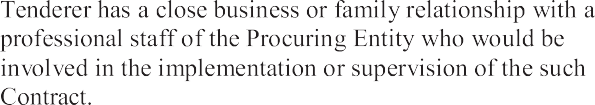 Tenderer has a close business or family relationship with a
professional staff of the Procuring Entity who would be
involved in the implementation or supervision of the such
Contract.